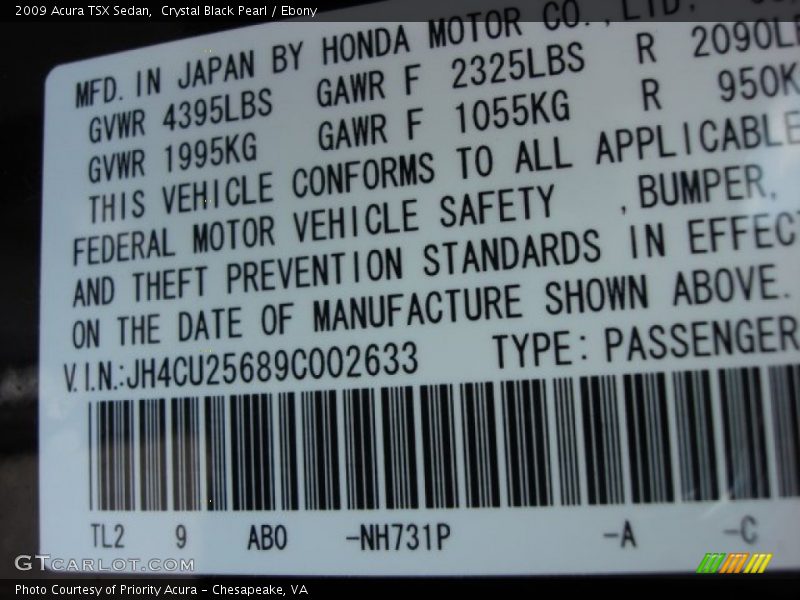 2009 Acura TSX Sedan,  Crystal Black Pearl / Ebony
MFD. IN JAPAN BY HONDA MOTOR CO., LTD.
GVWR 4395LBS GAWR F 2325LBS R 2090LB
GVWR 1995KG GAWR F 1055KG R 950K
THIS VEHICLE CONFORMS TO ALL APPLICABLE
FEDERAL MOTOR VEHICLE SAFETY , BUMPER,
AND THEFT PREVENTION STANDARDS IN EFFECT
ON THE DATE OF MANUFACTURE SHOWN ABOVE.
V.I.N.:JH4CU25689C002633 TYPE: PASSENGER
TL2 9 AB0 -NH731P -A -C
GTCARLOT.COM
Photo Courtesy of Priority Acura – Chesapeake, VA